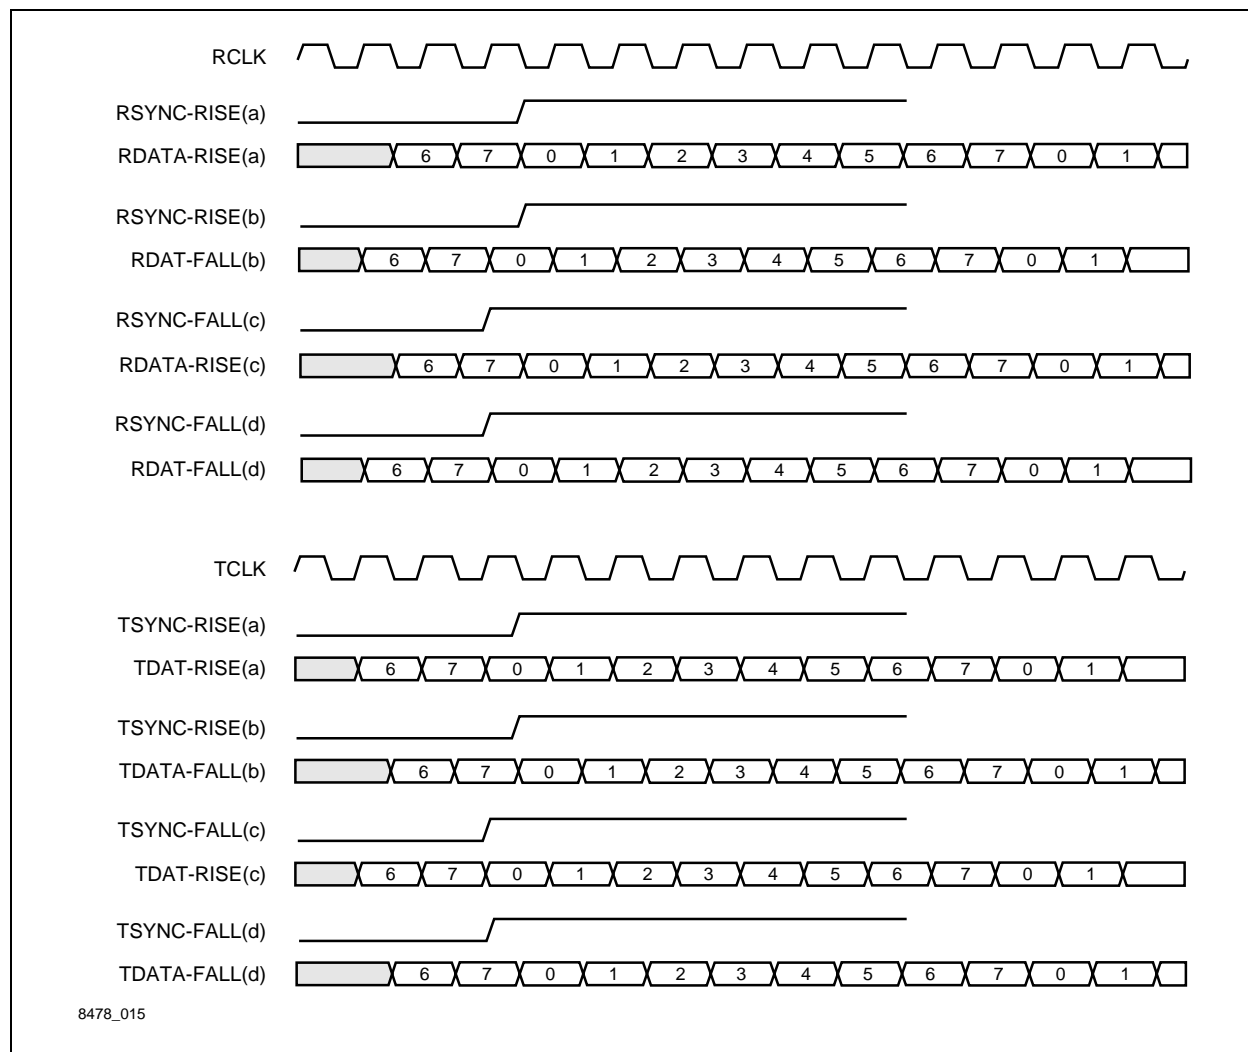 RCLK
RSYNC-RISE(a)
RDATA-RISE(a) 6 7 0 1 2 3 4 5 6 7 0 1
RSYNC-RISE(b)
RDAT-FALL(b) 6 7 0 1 2 3 4 5 6 7 0 1
RSYNC-FALL(c)
RDATA-RISE(c) 6 7 0 1 2 3 4 5 6 7 0 1
RSYNC-FALL(d)
RDAT-FALL(d) 6 7 0 1 2 3 4 5 6 7 0 1
TCLK
TSYNC-RISE(a)
TDAT-RISE(a) 6 7 0 1 2 3 4 5 6 7 0 1
TSYNC-RISE(b)
TDATA-FALL(b) 6 7 0 1 2 3 4 5 6 7 0 1
TSYNC-FALL(c)
TDAT-RISE(c) 6 7 0 1 2 3 4 5 6 7 0 1
TSYNC-FALL(d)
TDATA-FALL(d) 6 7 0 1 2 3 4 5 6 7 0 1
8478_015